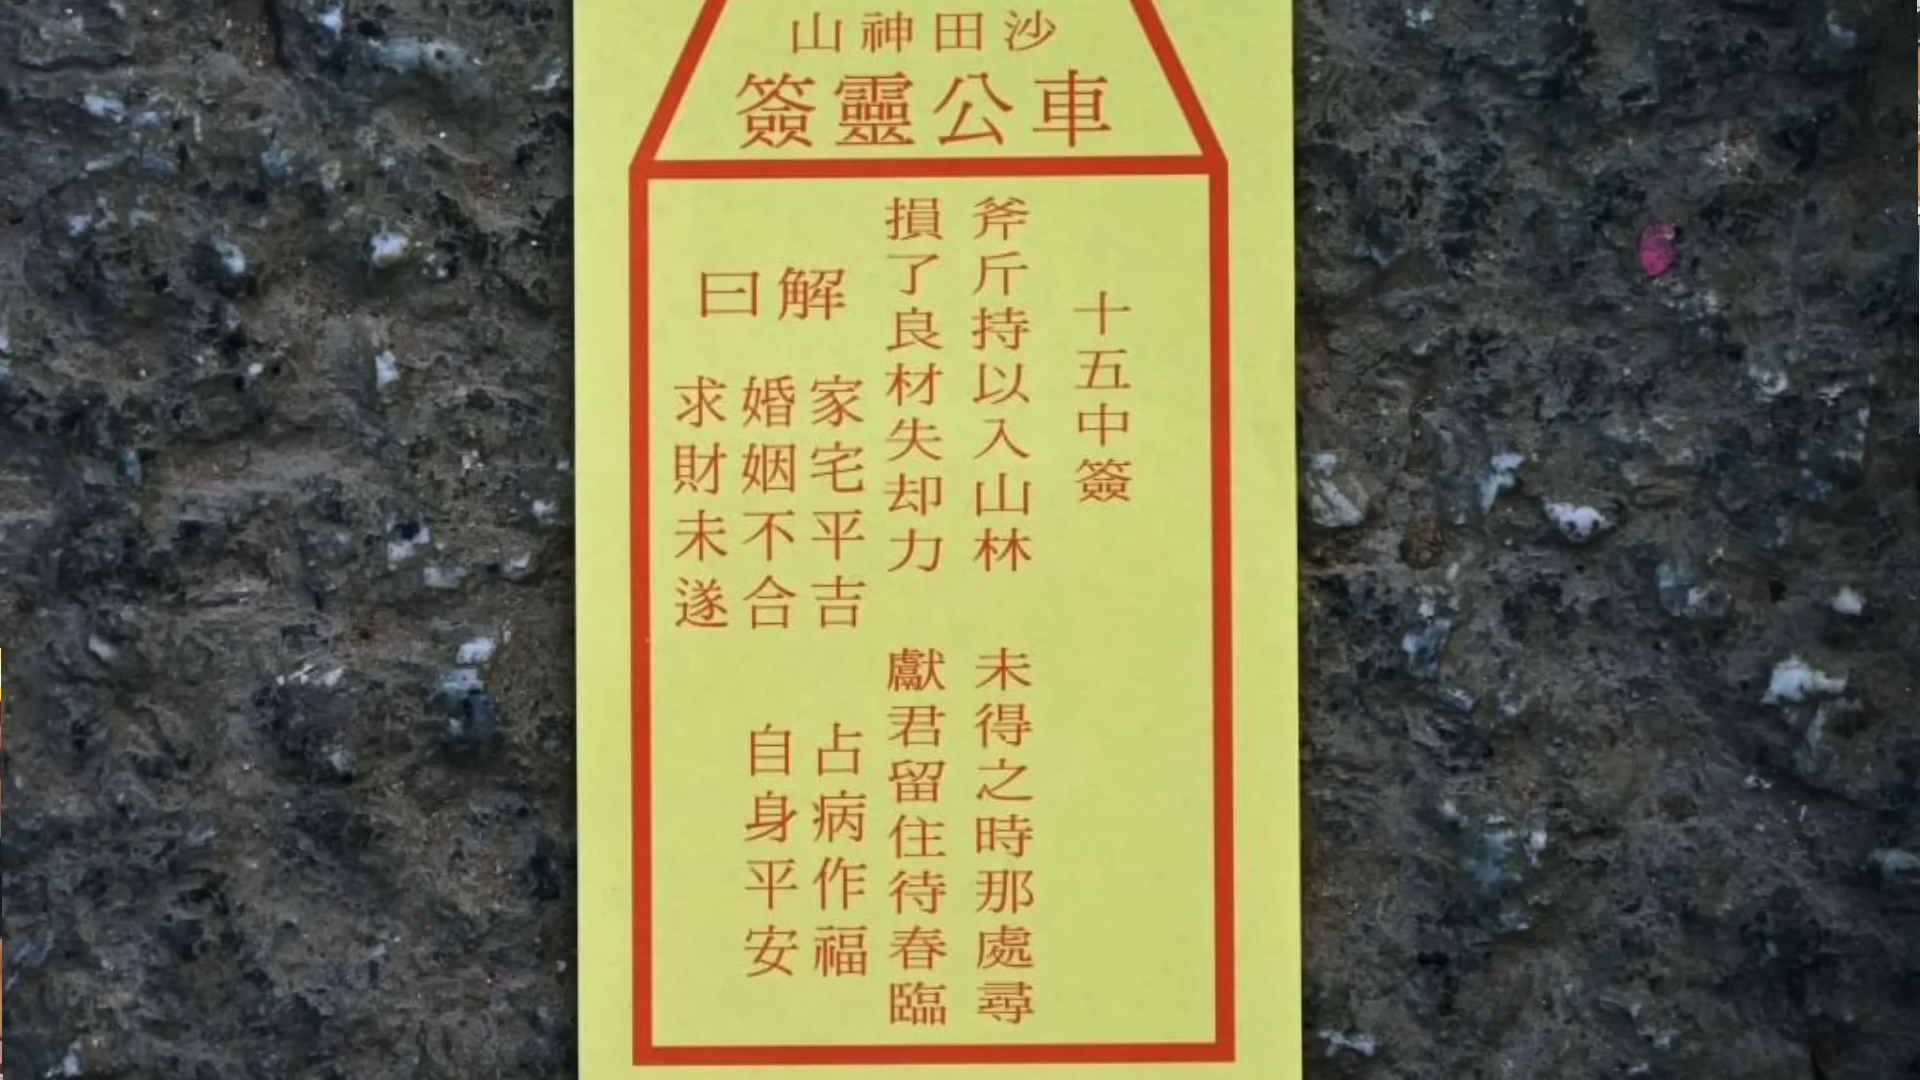 沙田神山
車公靈簽
十五中簽
斧斤持以入山林
未得之時那處尋
損了良材失却力
獻君留住待春臨
解曰
家宅平吉
占病作福
婚姻不合
自身平安
求財未遂